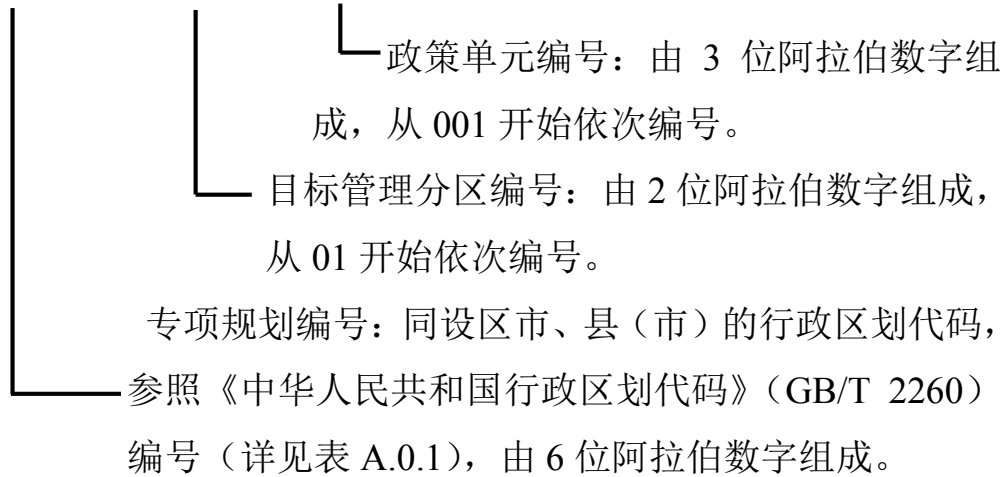 政策单元编号：由 3 位阿拉伯数字组
成，从 001 开始依次编号。
目标管理分区编号：由 2 位阿拉伯数字组成，
从 01 开始依次编号。
专项规划编号：同设区市、县（市）的行政区划代码，
参照《中华人民共和国行政区划代码》（GB/T 2260）
编号（详见表 A.0.1），由 6 位阿拉伯数字组成。